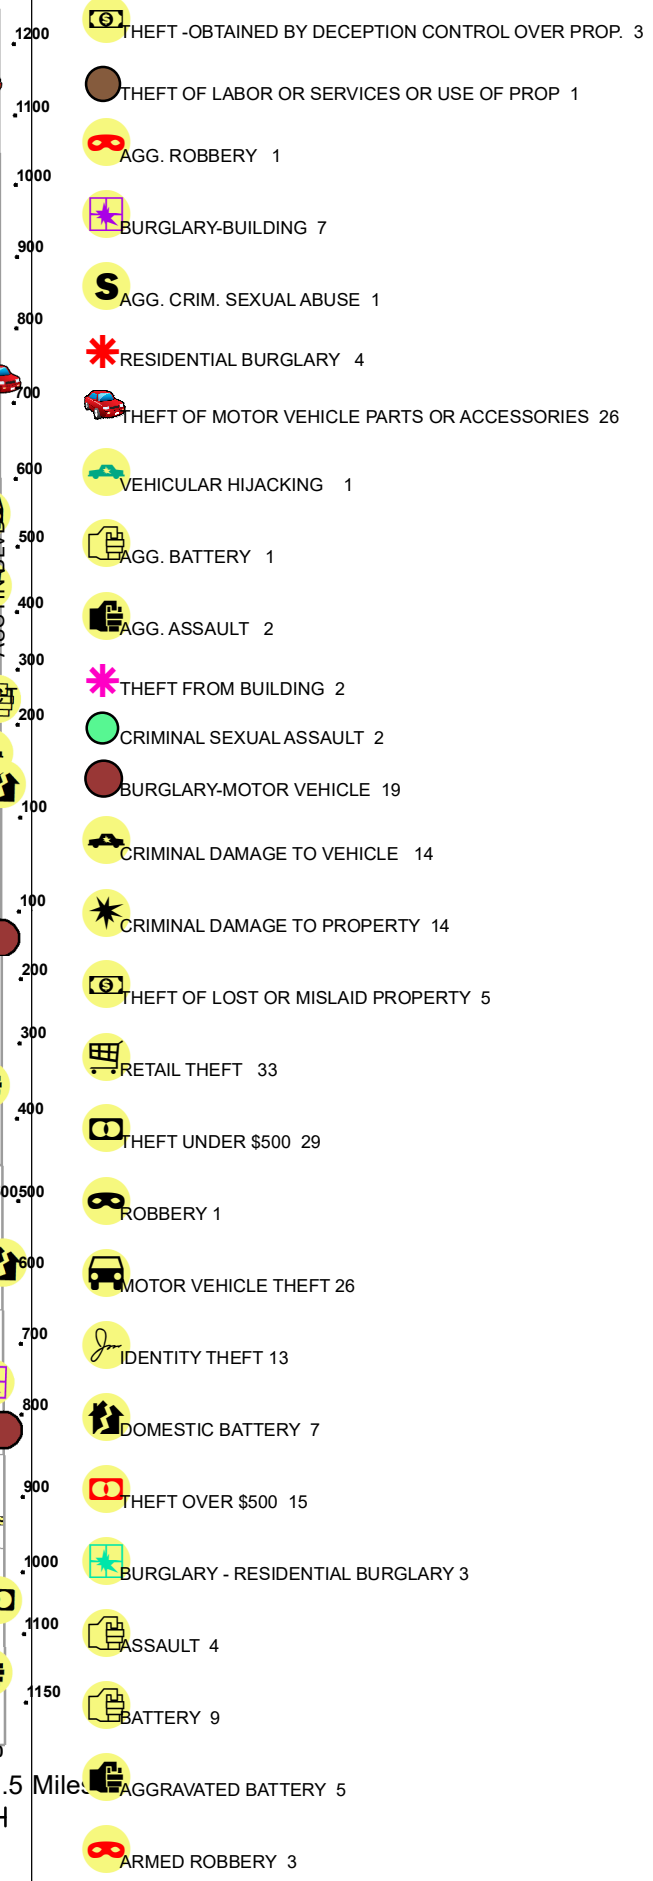 1200
THEFT -OBTAINED BY DECEPTION CONTROL OVER PROP. 3
THEFT OF LABOR OR SERVICES OR USE OF PROP 1
1100
AGG. ROBBERY 1
1000
BURGLARY-BUILDING 7
900
AGG. CRIM. SEXUAL ABUSE 1
800
RESIDENTIAL BURGLARY 4
700
THEFT OF MOTOR VEHICLE PARTS OR ACCESSORIES 26
600
VEHICULAR HIJACKING 1
500
AGG. BATTERY 1
400
AGG. ASSAULT 2
300
THEFT FROM BUILDING 2
200
CRIMINAL SEXUAL ASSAULT 2
BURGLARY-MOTOR VEHICLE 19
100
CRIMINAL DAMAGE TO VEHICLE 14
100
CRIMINAL DAMAGE TO PROPERTY 14
200
THEFT OF LOST OR MISLAID PROPERTY 5
300
RETAIL THEFT 33
400
THEFT UNDER $500 29
500
ROBBERY 1
600
MOTOR VEHICLE THEFT 26
700
IDENTITY THEFT 13
800
DOMESTIC BATTERY 7
900
THEFT OVER $500 15
1000
BURGLARY - RESIDENTIAL BURGLARY 3
1100
ASSAULT 4
1150
BATTERY 9
.5 Miles
AGGRAVATED BATTERY 5
ARMED ROBBERY 3